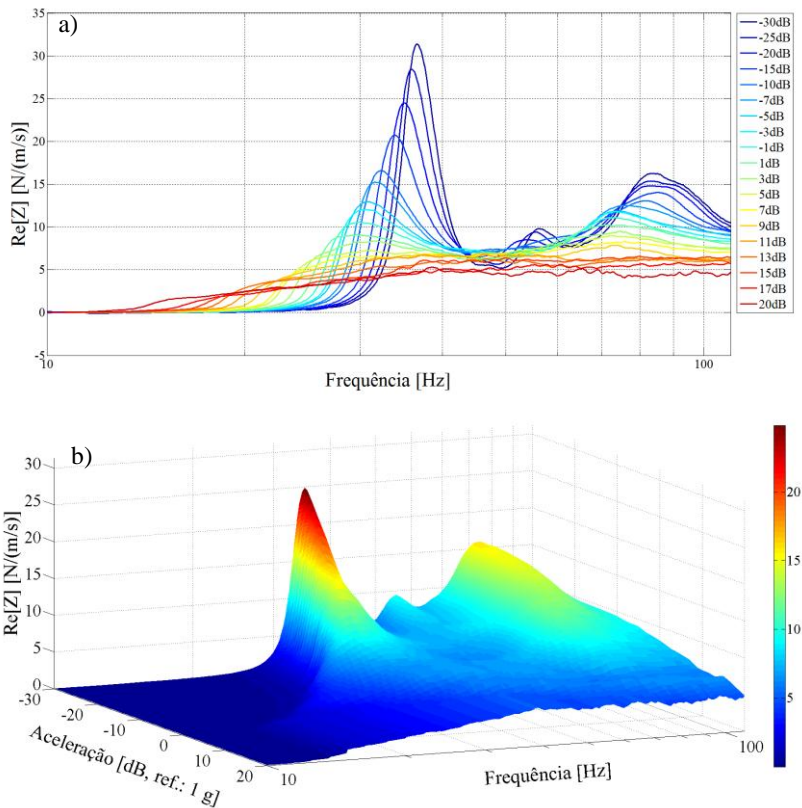 a)
35
30
25
20
15
10
5
0
-5
Re[Z] [N/(m/s)]
10
100
Frequência [Hz]
-30dB
-25dB
-20dB
-15dB
-10dB
-7dB
-5dB
-3dB
-1dB
1dB
3dB
5dB
7dB
9dB
11dB
13dB
15dB
17dB
20dB
b)
30
25
20
15
10
5
0
Re[Z] [N/(m/s)]
-30
-20
-10
0
10
20
Aceleração [dB, ref.: 1 g]
10
100
Frequência [Hz]
20
15
10
5